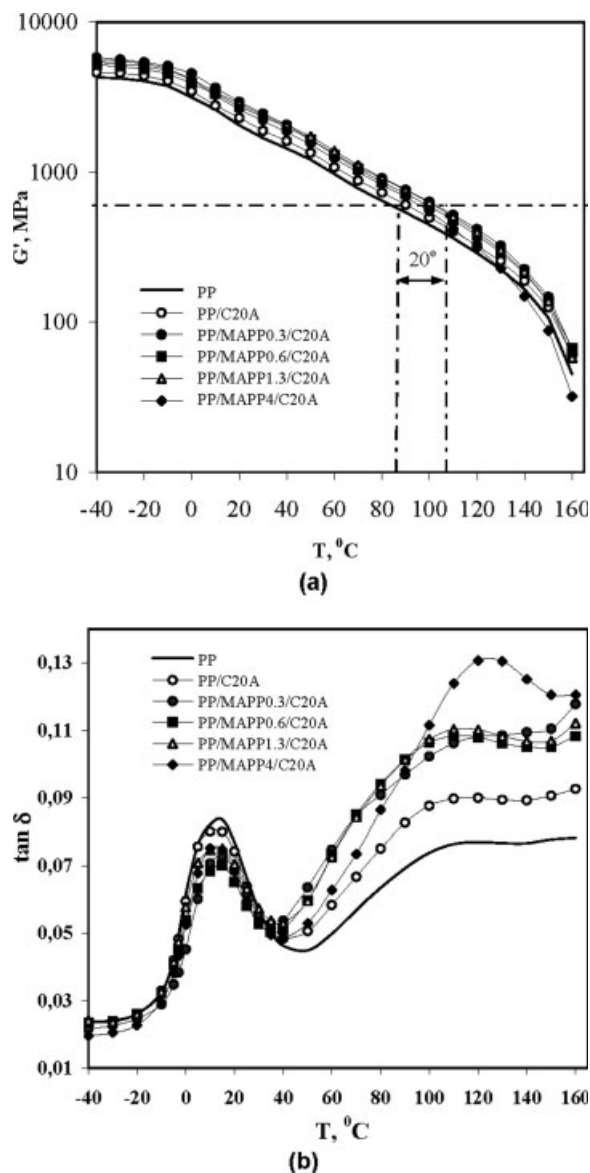 10000
1000
100
10
G', MPa
20°
PP
PP/C20A
PP/MAPP0.3/C20A
PP/MAPP0.6/C20A
PP/MAPP1.3/C20A
PP/MAPP4/C20A
-40 -20 0 20 40 60 80 100 120 140 160
T, ⁰C
(a)
0,15
0,13
0,11
0,09
0,07
0,05
0,03
0,01
tan δ
PP
PP/C20A
PP/MAPP0.3/C20A
PP/MAPP0.6/C20A
PP/MAPP1.3/C20A
PP/MAPP4/C20A
-40 -20 0 20 40 60 80 100 120 140 160
T, ⁰C
(b)